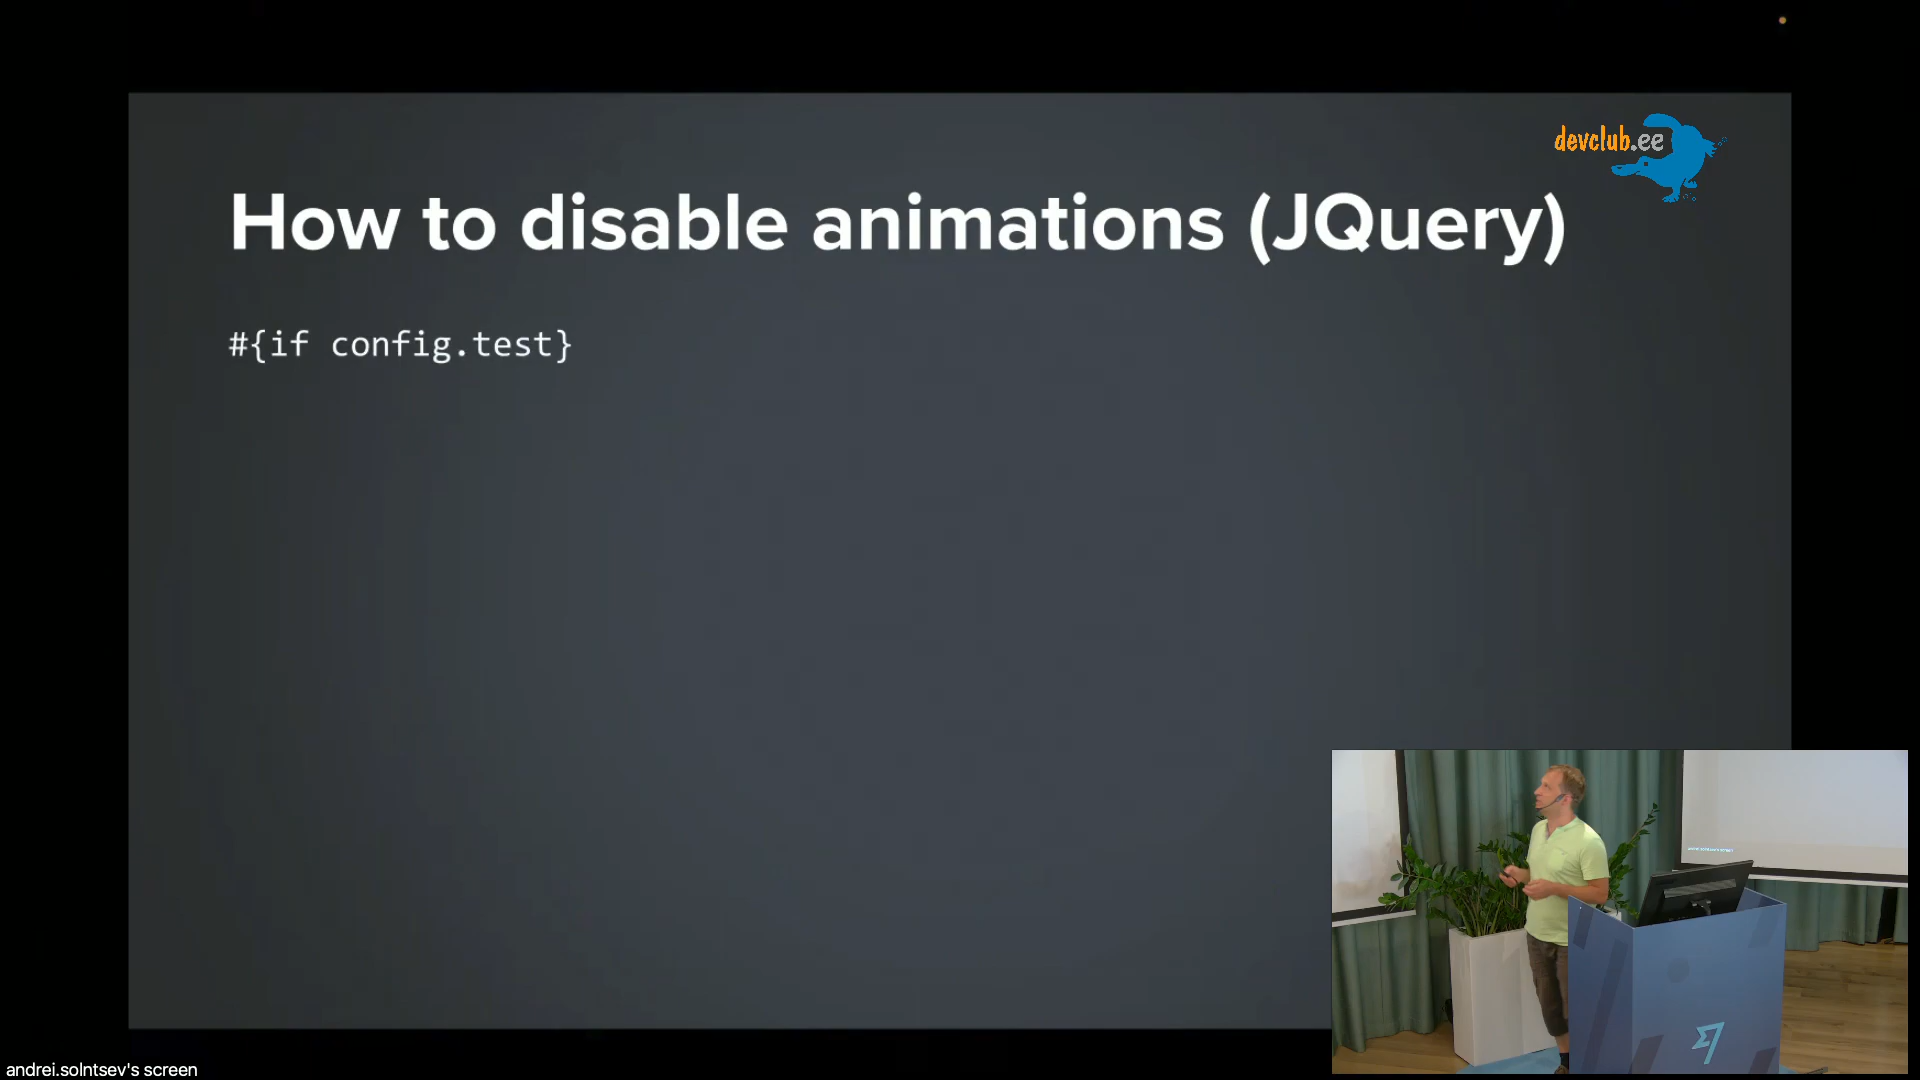 devclub.ee
How to disable animations (JQuery)
#{if config.test}
andrei.solntsev's screen